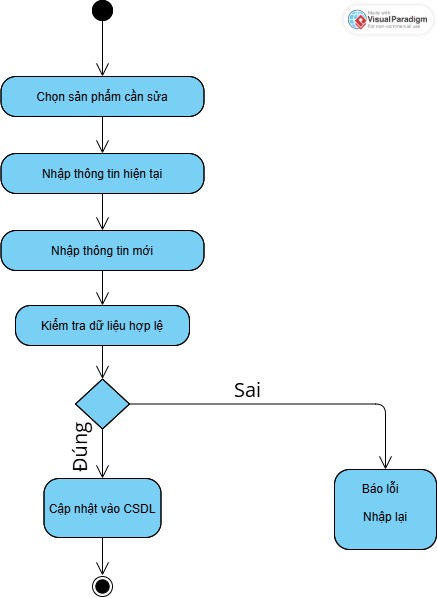 Made with
Visual Paradigm
For non-commercial use
Chọn sản phẩm cần sửa
Nhập thông tin hiện tại
Nhập thông tin mới
Kiểm tra dữ liệu hợp lệ
Sai
Đúng
Cập nhật vào CSDL
Báo lỗi
Nhập lại